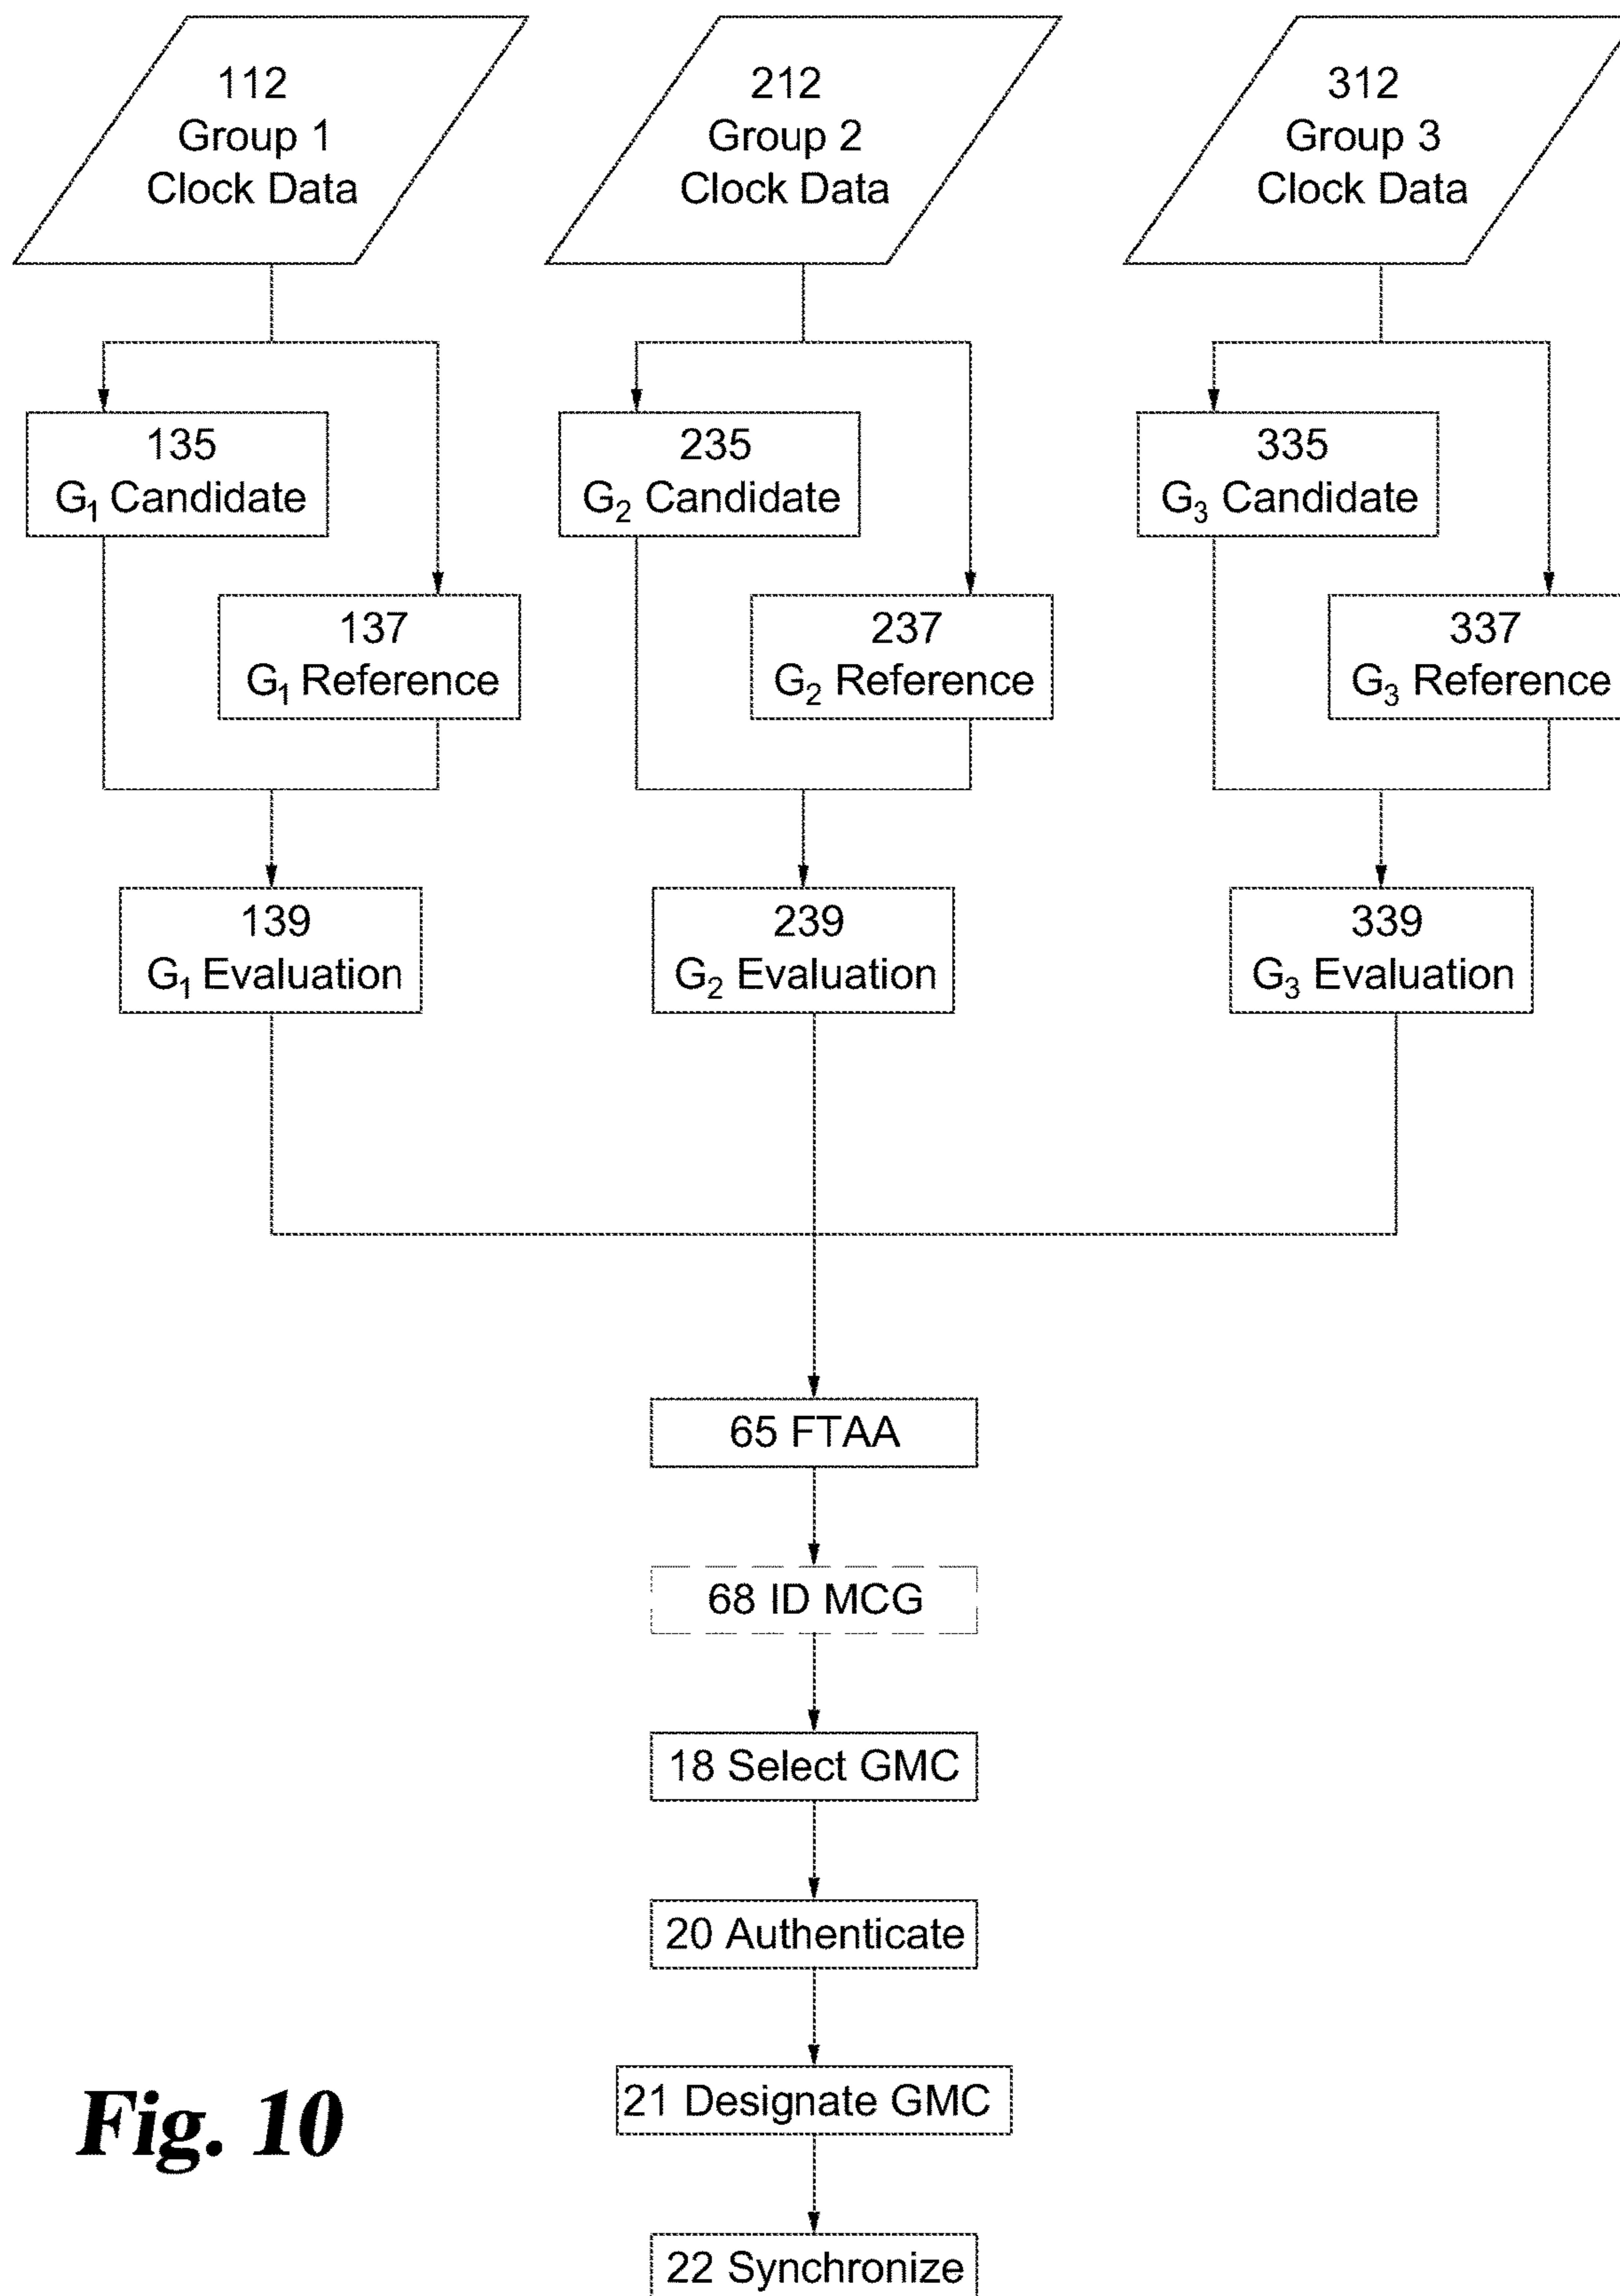 112
Group 1
Clock Data
212
Group 2
Clock Data
312
Group 3
Clock Data
135
G₁ Candidate
235
G₂ Candidate
335
G₃ Candidate
137
G₁ Reference
237
G₂ Reference
337
G₃ Reference
139
G₁ Evaluation
239
G₂ Evaluation
339
G₃ Evaluation
65 FTAA
68 ID MCG
18 Select GMC
20 Authenticate
21 Designate GMC
22 Synchronize
Fig. 10